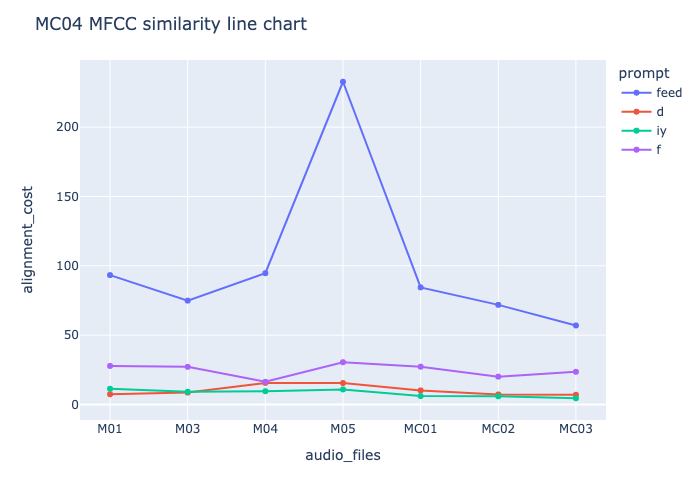 MC04 MFCC similarity line chart
prompt
feed
d
iy
f
alignment_cost
200
150
100
50
0
M01 M03 M04 M05 MC01 MC02 MC03
audio_files